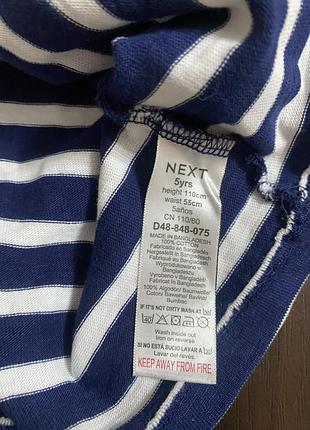 NEXT
5yrs
height 110cm
waist 55cm
5años
CN 110/60
D48-848-075
MADE IN BANGLADESH
100% COTTON
Fabricado en Bangladesh
Hergestellt in Bangladesh
Fabriqué au Bangladesh
Wyprodukowano w
Bangladeszu
Vyrobeno v Bangladéši
Fabricat în Bangladesh
100% Algodón/ Baumwolle/
Coton/ Bawełna/ Bavlna/
Bumbac
IF IT'S NOT DIRTY WASH AT
40
Wash inside out
Iron on reverse
SI NO ESTÁ SUCIO LAVAR A
Lavar del revés.
KEEP AWAY FROM FIRE